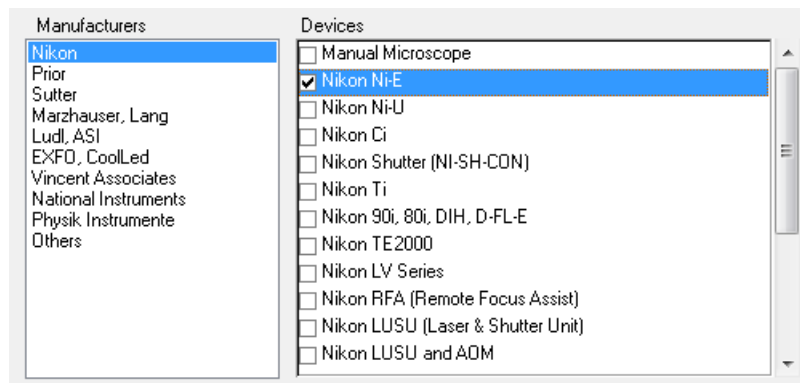 Manufacturers
Nikon
Prior
Sutter
Marzhauser, Lang
Ludl, ASI
EXFO, CoolLed
Vincent Associates
National Instruments
Physik Instrumente
Others
Devices
Manual Microscope
Nikon Ni-E
Nikon Ni-U
Nikon Ci
Nikon Shutter (NI-SH-CON)
Nikon Ti
Nikon 90i, 80i, DIH, D-FL-E
Nikon TE2000
Nikon LV Series
Nikon RFA (Remote Focus Assist)
Nikon LUSU (Laser & Shutter Unit)
Nikon LUSU and AOM